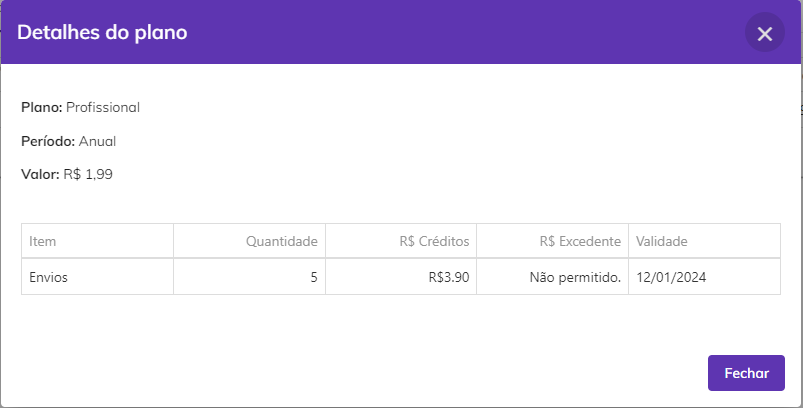 Detalhes do plano
Plano: Profissional
Período: Anual
Valor: R$ 1,99
Item Quantidade R$ Créditos R$ Excedente Validade
Envios 5 R$3.90 Não permitido. 12/01/2024
Fechar